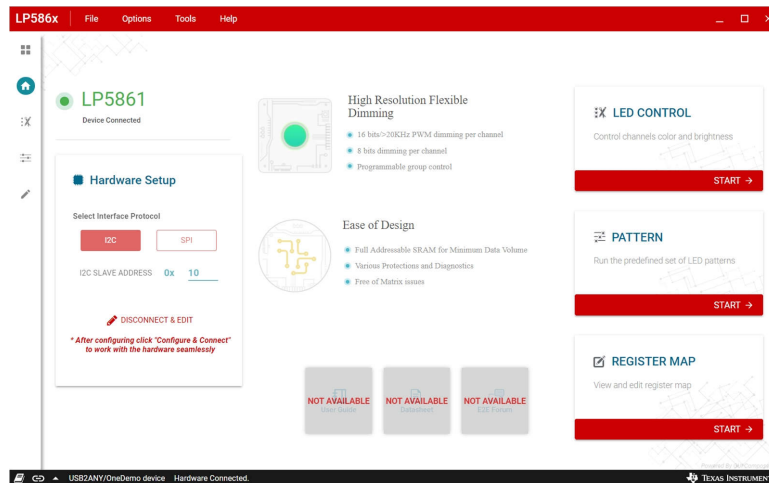 LP586x
File Options Tools Help
LP5861
Device Connected
Hardware Setup
Select Interface Protocol
I2C SPI
I2C SLAVE ADDRESS 0x 10
DISCONNECT & EDIT
* After configuring click "Configure & Connect"
to work with the hardware seamlessly
High Resolution Flexible
Dimming
16 bits/>20KHz PWM dimming per channel
8 bits dimming per channel
Programmable group control
Ease of Design
Full Addressable SRAM for Minimum Data Volume
Various Protections and Diagnostics
Free of Matrix issues
NOT AVAILABLE NOT AVAILABLE NOT AVAILABLE
User Guide Datasheet E2E Forum
LED CONTROL
Control channels color and brightness
START →
PATTERN
Run the predefined set of LED patterns
START →
REGISTER MAP
View and edit register map
START →
USB2ANY/OneDemo device Hardware Connected.
TEXAS INSTRUMENT